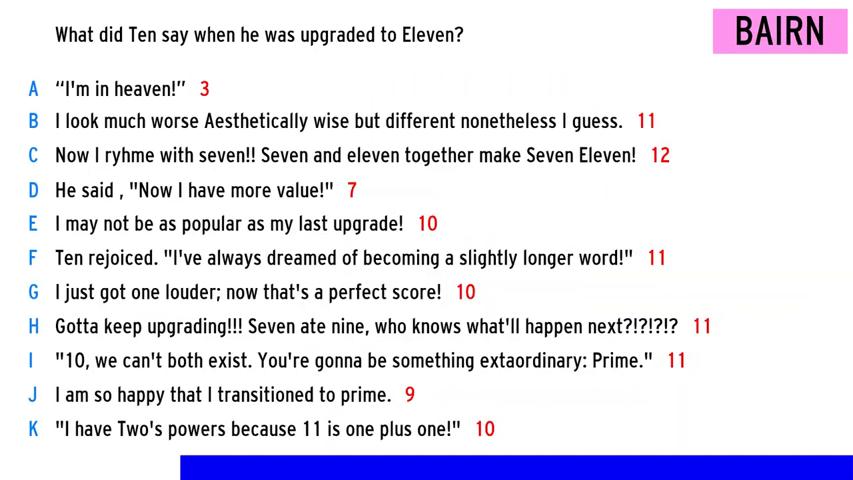 What did Ten say when he was upgraded to Eleven?
BAIRN
A “I'm in heaven!” 3
B I look much worse Aesthetically wise but different nonetheless I guess. 11
C Now I ryhme with seven!! Seven and eleven together make Seven Eleven! 12
D He said , "Now I have more value!" 7
E I may not be as popular as my last upgrade! 10
F Ten rejoiced. "I've always dreamed of becoming a slightly longer word!" 11
G I just got one louder; now that's a perfect score! 10
H Gotta keep upgrading!!! Seven ate nine, who knows what'll happen next?!?!?!? 11
I "10, we can't both exist. You're gonna be something extaordinary: Prime." 11
J I am so happy that I transitioned to prime. 9
K "I have Two's powers because 11 is one plus one!" 10